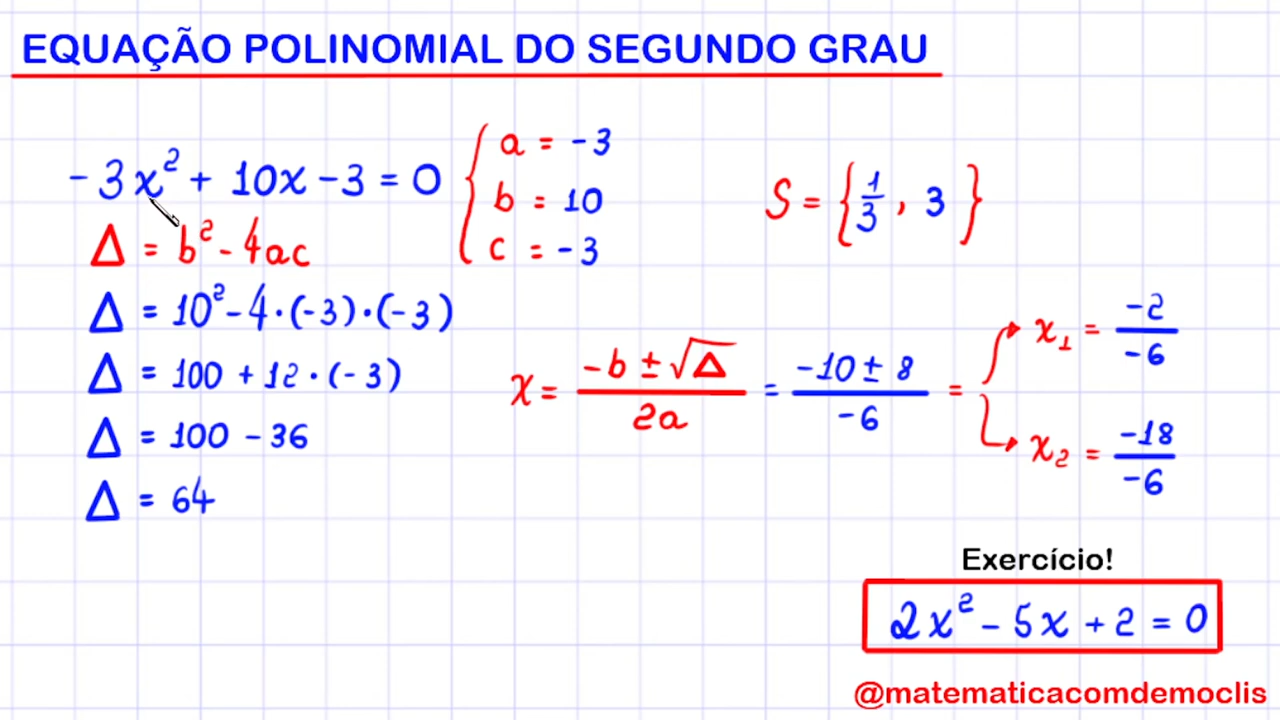 EQUAÇÃO POLINOMIAL DO SEGUNDO GRAU
-3x² + 10x - 3 = 0
a = -3
b = 10
c = -3
Δ = b² - 4ac
Δ = 10² - 4·(-3)·(-3)
Δ = 100 + 12·(-3)
Δ = 100 - 36
Δ = 64
S = {1/3, 3}
x = (-b ± √Δ)/2a = (-10 ± 8)/-6 =
x₁ = -2/-6
x₂ = -18/-6
Exercício!
2x² - 5x + 2 = 0
@matematicacomdemoclis